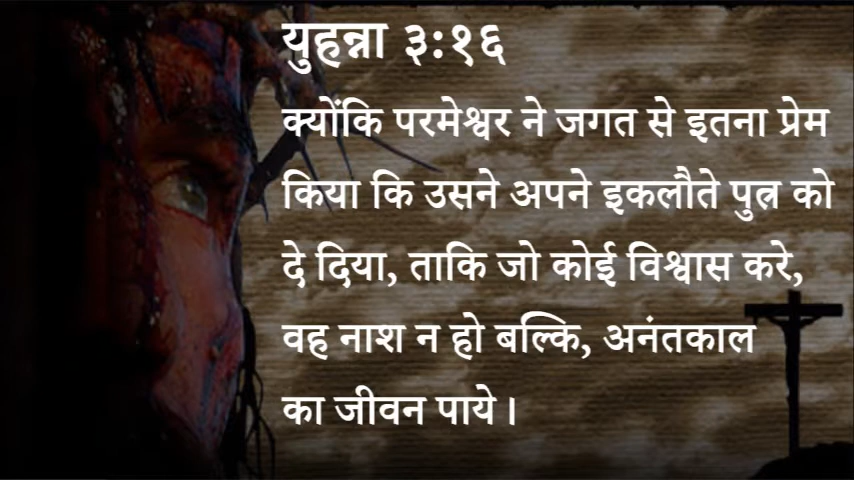 युहन्ना ३:१६
क्योंकि परमेश्वर ने जगत से इतना प्रेम
किया कि उसने अपने इकलौते पुत्र को
दे दिया, ताकि जो कोई विश्वास करे,
वह नाश न हो बल्कि, अनंतकाल
का जीवन पाये।